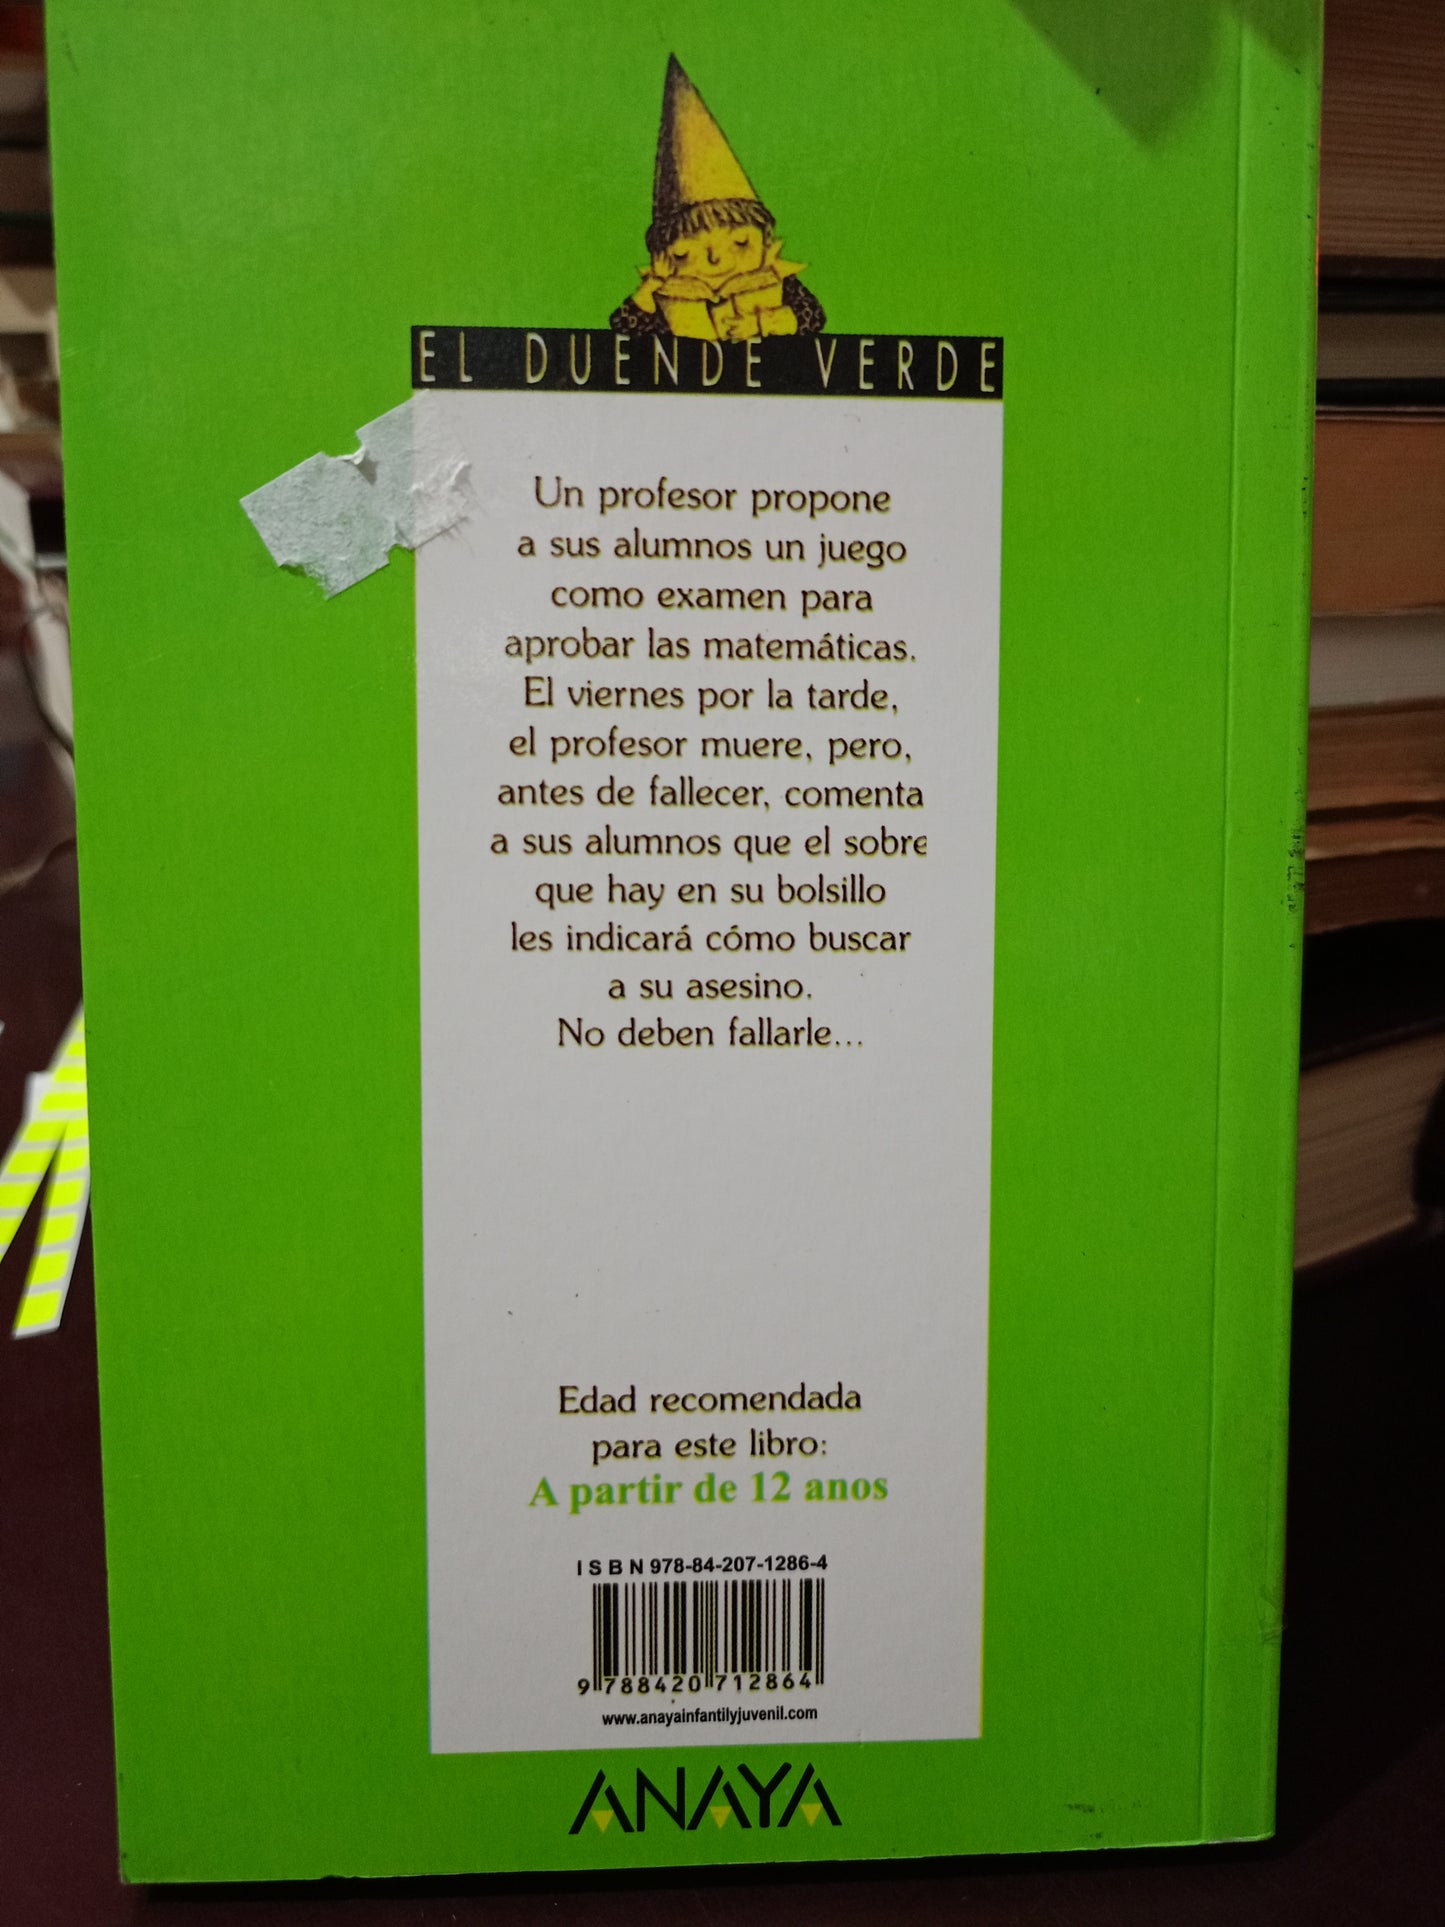 EL DUENDE VERDE
Un profesor propone
a sus alumnos un juego
como examen para
aprobar las matemáticas.
El viernes por la tarde,
el profesor muere, pero,
antes de fallecer, comenta
a sus alumnos que el sobre
que hay en su bolsillo
les indicará cómo buscar
a su asesino.
No deben fallarle...
Edad recomendada
para este libro:
A partir de 12 anos
ISBN 978-84-207-1286-4
9 788420 712864
www.anayainfantilyjuvenil.com
ANAYA